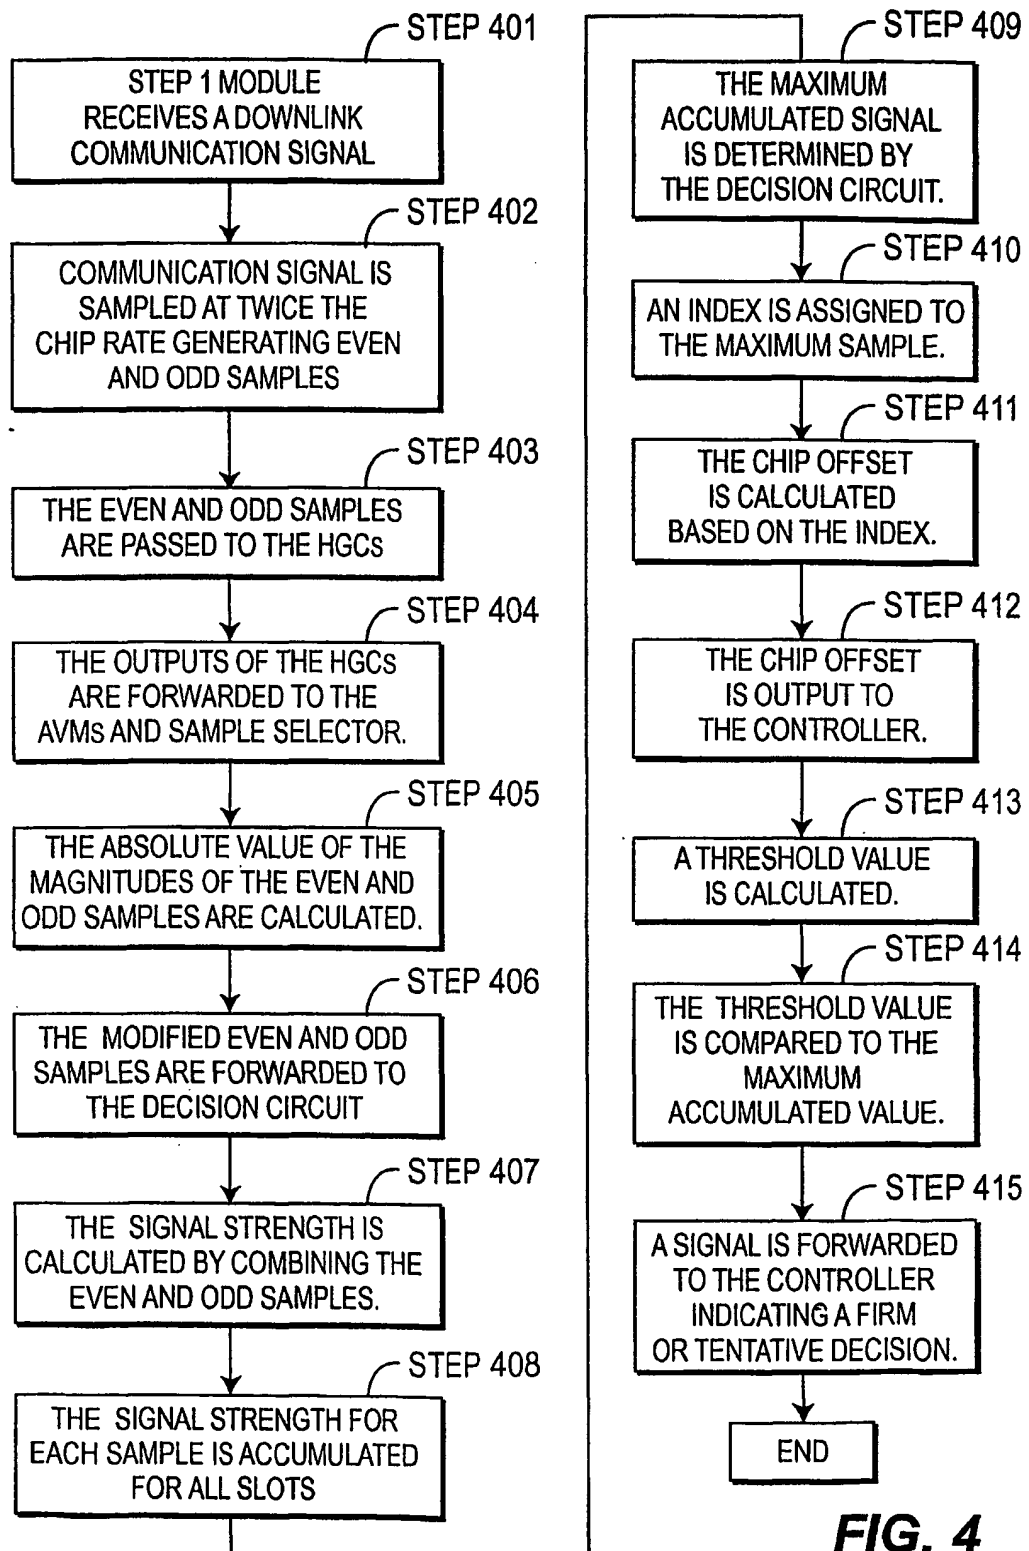 STEP 401
STEP 1 MODULE
RECEIVES A DOWNLINK
COMMUNICATION SIGNAL
STEP 402
COMMUNICATION SIGNAL IS
SAMPLED AT TWICE THE
CHIP RATE GENERATING EVEN
AND ODD SAMPLES
STEP 403
THE EVEN AND ODD SAMPLES
ARE PASSED TO THE HGCs
STEP 404
THE OUTPUTS OF THE HGCs
ARE FORWARDED TO THE
AVMs AND SAMPLE SELECTOR.
STEP 405
THE ABSOLUTE VALUE OF THE
MAGNITUDES OF THE EVEN AND
ODD SAMPLES ARE CALCULATED.
STEP 406
THE MODIFIED EVEN AND ODD
SAMPLES ARE FORWARDED TO
THE DECISION CIRCUIT
STEP 407
THE SIGNAL STRENGTH IS
CALCULATED BY COMBINING THE
EVEN AND ODD SAMPLES.
STEP 408
THE SIGNAL STRENGTH FOR
EACH SAMPLE IS ACCUMULATED
FOR ALL SLOTS
STEP 409
THE MAXIMUM
ACCUMULATED SIGNAL
IS DETERMINED BY
THE DECISION CIRCUIT.
STEP 410
AN INDEX IS ASSIGNED TO
THE MAXIMUM SAMPLE.
STEP 411
THE CHIP OFFSET
IS CALCULATED
BASED ON THE INDEX.
STEP 412
THE CHIP OFFSET
IS OUTPUT TO
THE CONTROLLER.
STEP 413
A THRESHOLD VALUE
IS CALCULATED.
STEP 414
THE THRESHOLD VALUE
IS COMPARED TO THE
MAXIMUM
ACCUMULATED VALUE.
STEP 415
A SIGNAL IS FORWARDED
TO THE CONTROLLER
INDICATING A FIRM
OR TENTATIVE DECISION.
END
FIG. 4